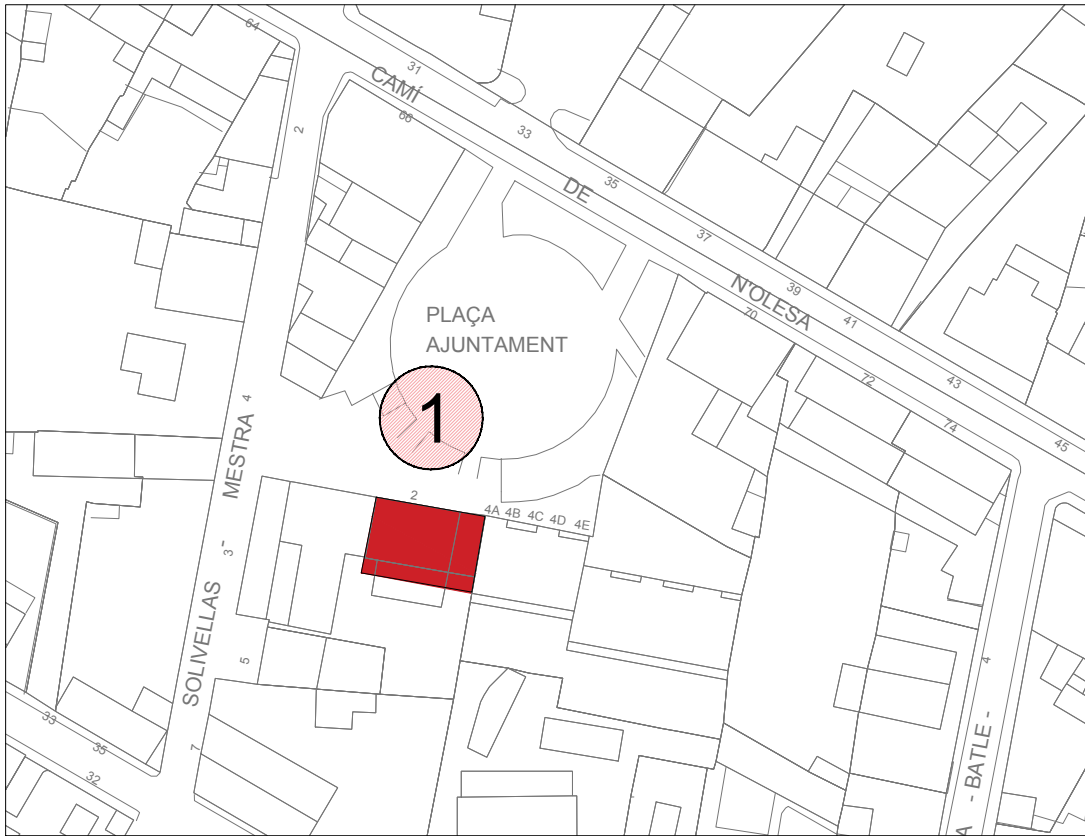 64
31
CAMÍ
66
2
33
DE
35
37
N'OLESA
39
70
41
PLAÇA
AJUNTAMENT
72
43
1
4
74
45
MESTRA
2
4A 4B 4C 4D 4E
3
-
SOLIVELLAS
5
4
7
33
35
32
A - BATLE -